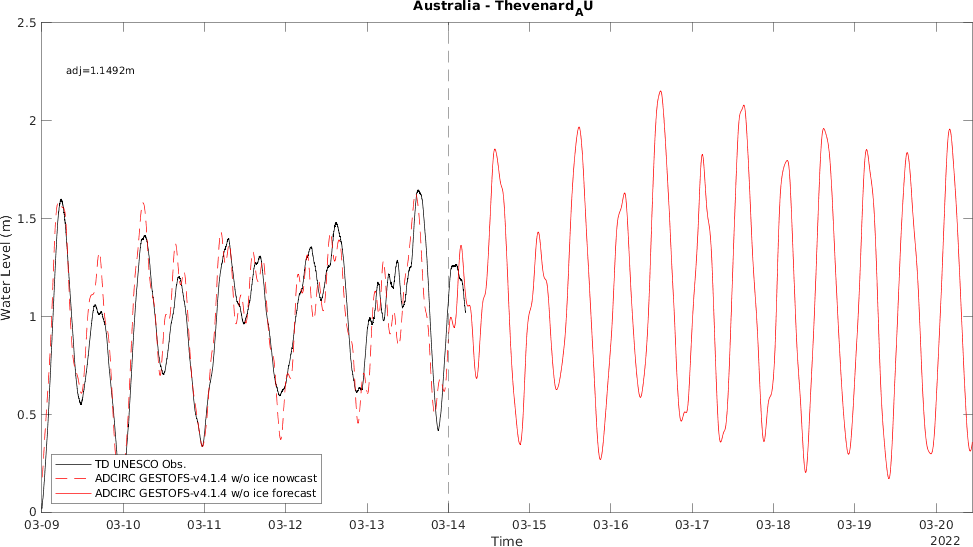 Australia - ThevenardAU
2.5
adj=1.1492m
2
1.5
Water Level (m)
1
0.5
TD UNESCO Obs.
ADCIRC GESTOFS-v4.1.4 w/o ice nowcast
ADCIRC GESTOFS-v4.1.4 w/o ice forecast
0
03-09 03-10 03-11 03-12 03-13 03-14 03-15 03-16 03-17 03-18 03-19 03-20
Time 2022